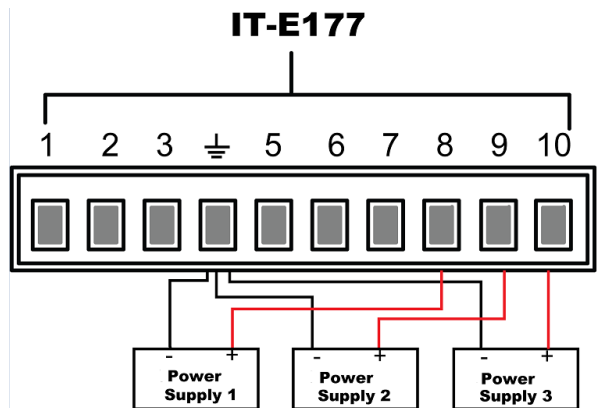 IT-E177
1 2 3 ⏚ 5 6 7 8 9 10
- + - + - +
Power Power Power
Supply 1 Supply 2 Supply 3